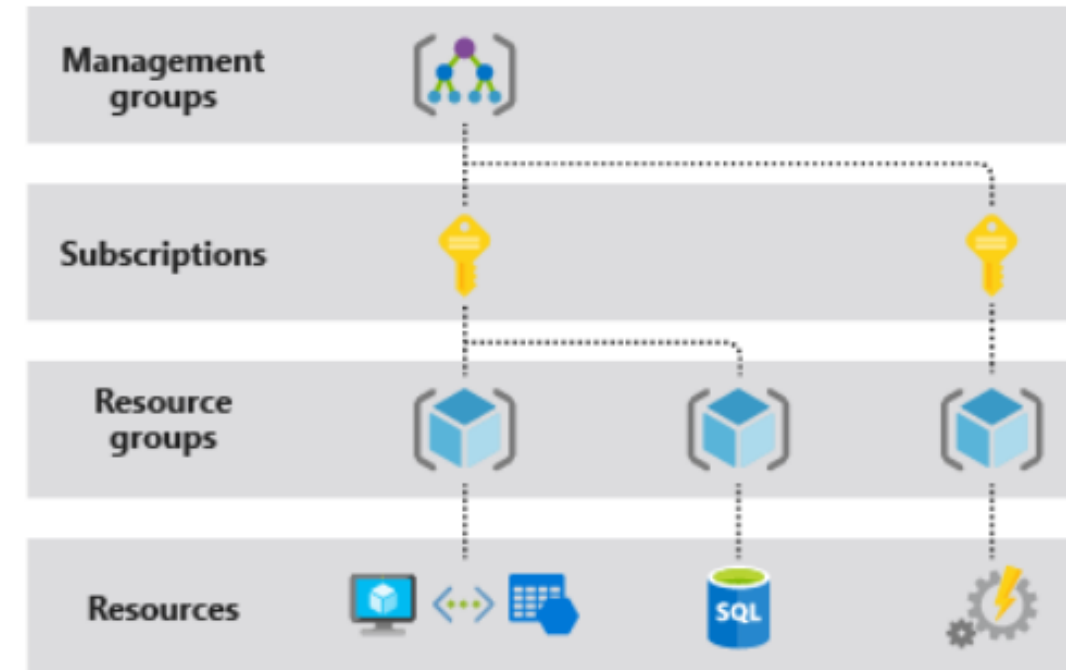 Management
groups
Subscriptions
Resource
groups
Resources
SQL